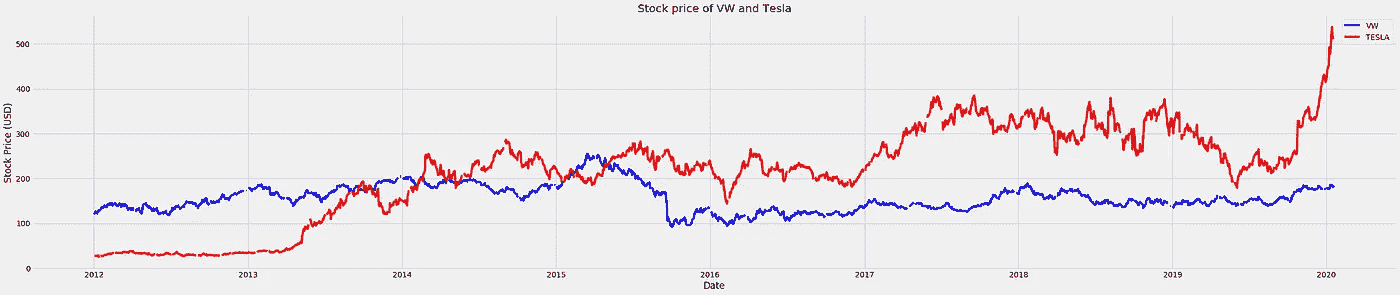 Stock price of VW and Tesla
VW
TESLA
Stock Price (USD)
500
400
300
200
100
0
2012 2013 2014 2015 2016 2017 2018 2019 2020
Date